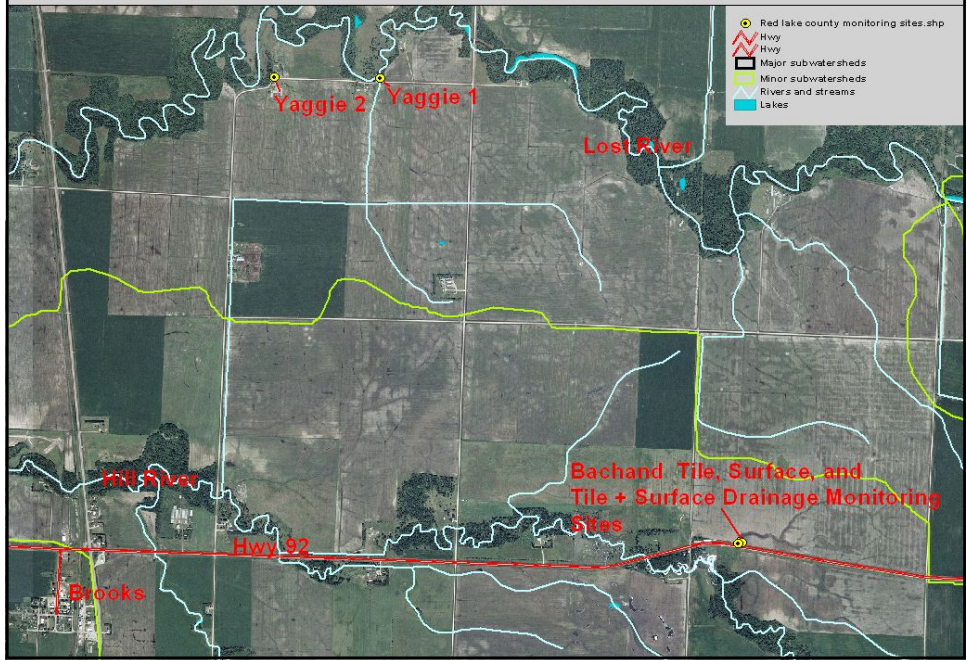 Red lake county monitoring sites.shp
Hwy
Hwy
Major subwatersheds
Minor subwatersheds
Rivers and streams
Lakes
Yaggie 2
Yaggie 1
Lost River
Hill River
Bachand Tile, Surface, and
Tile + Surface Drainage Monitoring
Sites
Hwy 92
Brooks